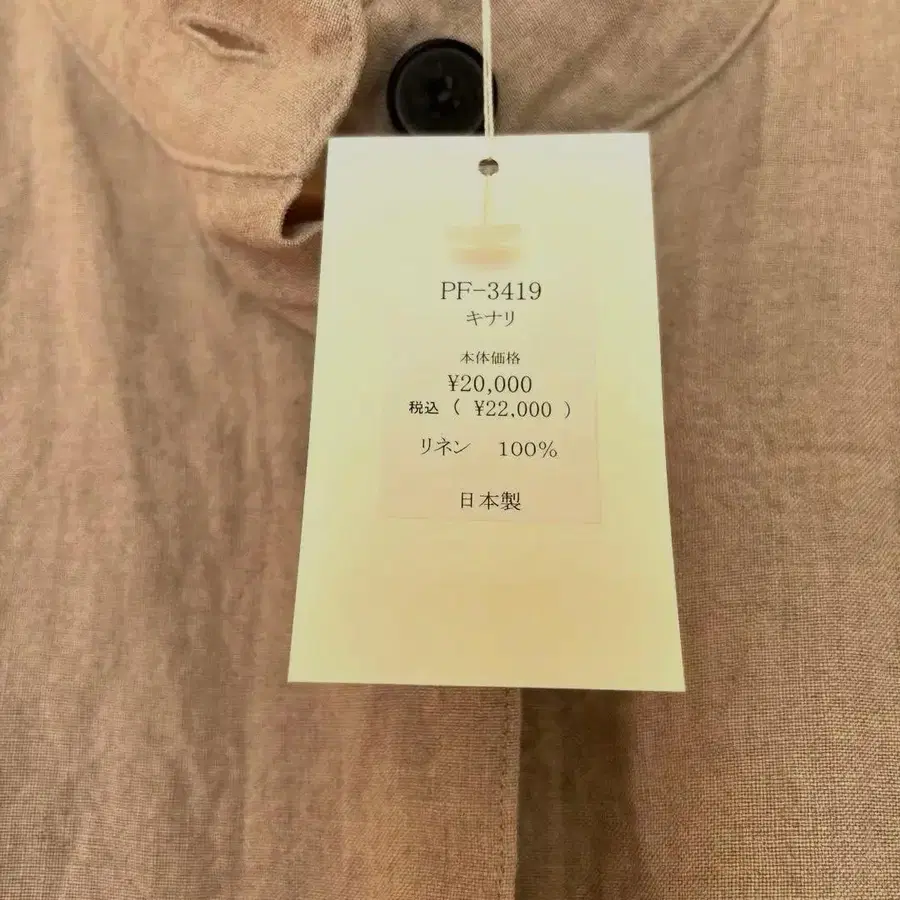 PF-3419
キナリ
本体価格
¥20,000
税込 ( ¥22,000 )
リネン 100%
日本製